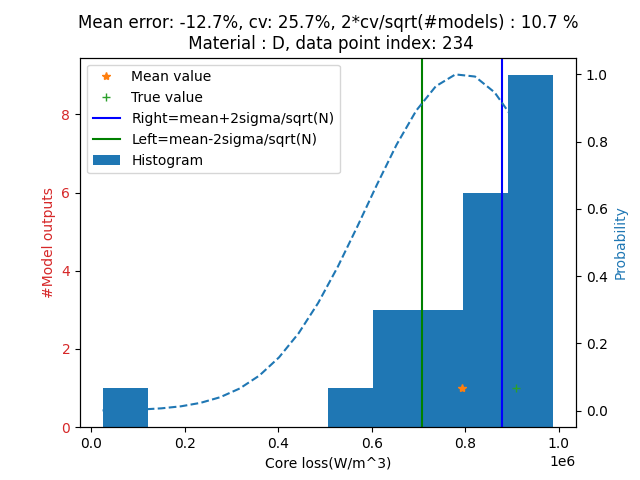 Mean error: -12.7%, cv: 25.7%, 2*cv/sqrt(#models) : 10.7 %
Material : D, data point index: 234
Mean value
True value
Right=mean+2sigma/sqrt(N)
Left=mean-2sigma/sqrt(N)
Histogram
#Model outputs
8
6
4
2
0
1.0
0.8
0.6
0.4
0.2
0.0
Probability
0.0 0.2 0.4 0.6 0.8 1.0
1e6
Core loss(W/m^3)